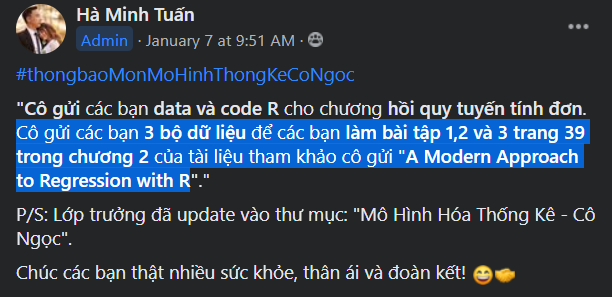 Hà Minh Tuấn
Admin · January 7 at 9:51 AM ·
#thongbaoMonMoHinhThongKeCoNgoc
"Cô gửi các bạn data và code R cho chương hồi quy tuyến tính đơn.
Cô gửi các bạn 3 bộ dữ liệu để các bạn làm bài tập 1,2 và 3 trang 39
trong chương 2 của tài liệu tham khảo cô gửi "A Modern Approach
to Regression with R"."
P/S: Lớp trưởng đã update vào thư mục: "Mô Hình Hóa Thống Kê - Cô
Ngọc".
Chúc các bạn thật nhiều sức khỏe, thân ái và đoàn kết! 😄🤝